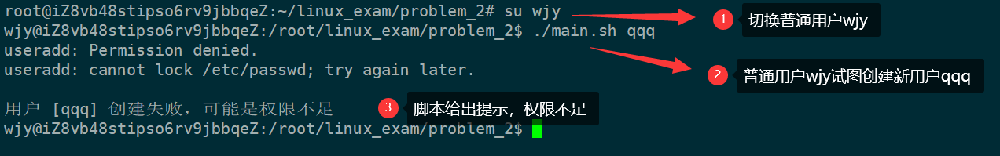 root@iZ8vb48stipso6rv9jbbqeZ:~/linux_exam/problem_2# su wjy
1 切换普通用户wjy
wjy@iZ8vb48stipso6rv9jbbqeZ:/root/linux_exam/problem_2$ ./main.sh qqq
useradd: Permission denied.
useradd: cannot lock /etc/passwd; try again later.
2 普通用户wjy试图创建新用户qqq
用户 [qqq] 创建失败，可能是权限不足
3 脚本给出提示，权限不足
wjy@iZ8vb48stipso6rv9jbbqeZ:/root/linux_exam/problem_2$